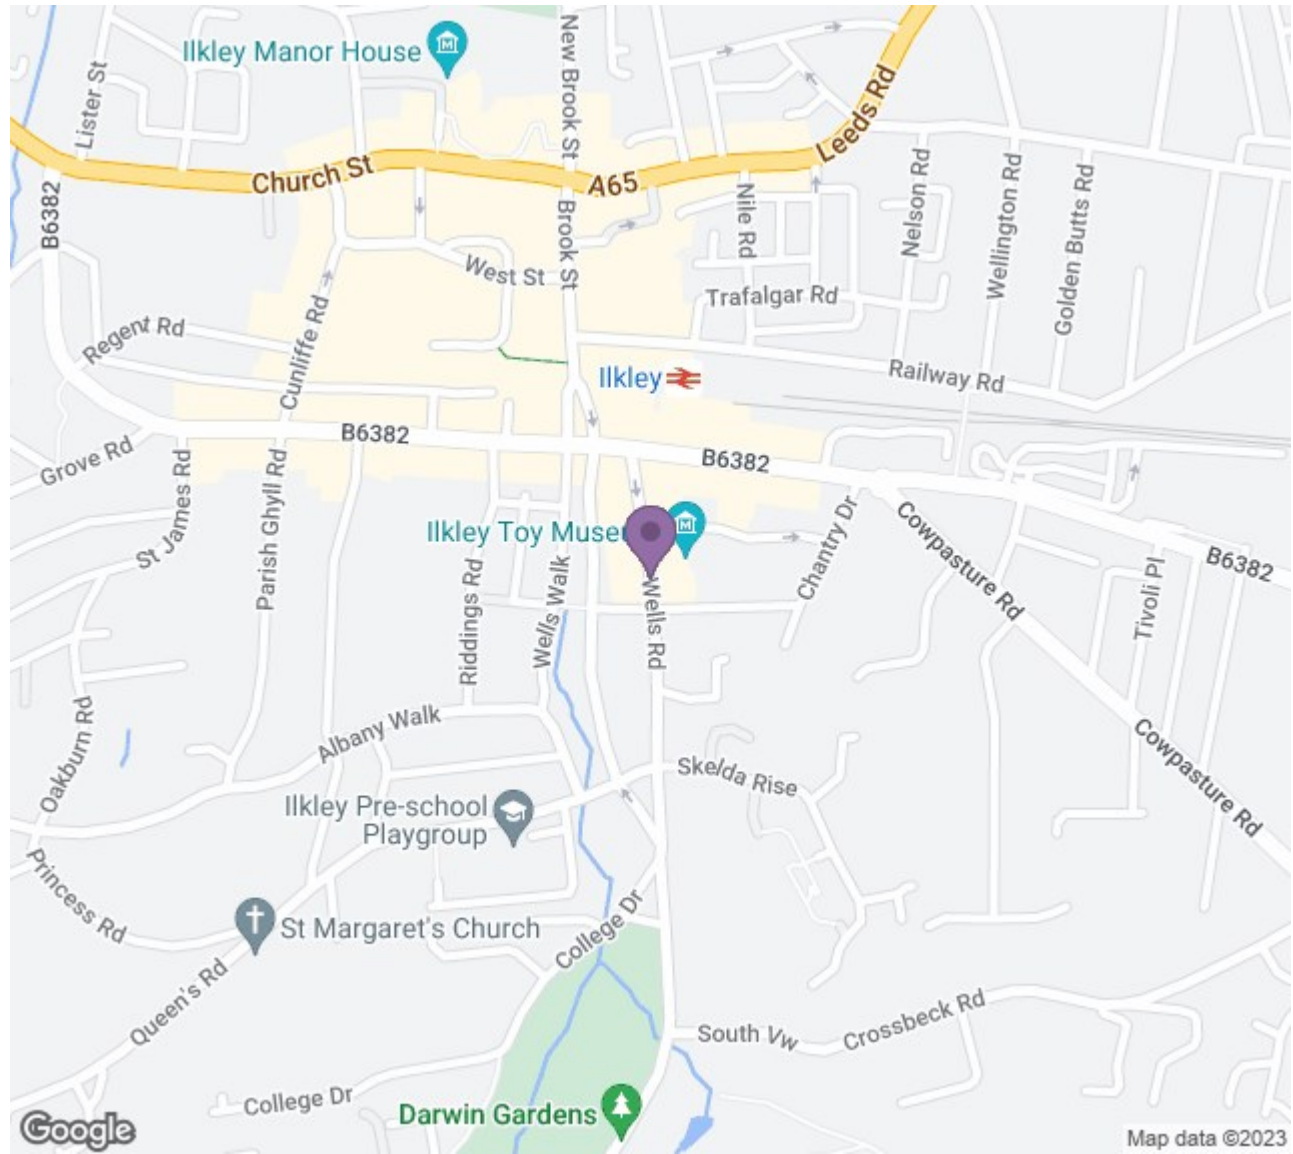 Ilkley Manor House
New Brook St
Lister St
Leeds Rd
Church St
A65
B6382
Brook St
Nile Rd
Nelson Rd
Wellington Rd
Golden Butts Rd
West St
Trafalgar Rd
Regent Rd
Cunliffe Rd
Ilkley
Railway Rd
B6382
B6382
Grove Rd
St James Rd
Parish Ghyll Rd
Ilkley Toy Muse
Chantry Dr
Cowpasture Rd
B6382
Riddings Rd
Wells Walk
Wells Rd
Tivoli Pl
Oakburn Rd
Albany Walk
Skelda Rise
Cowpasture Rd
Ilkley Pre-school
Playgroup
Princess Rd
St Margaret's Church
College Dr
Queen's Rd
South Vw
Crossbeck Rd
College Dr
Darwin Gardens
Google
Map data ©2023